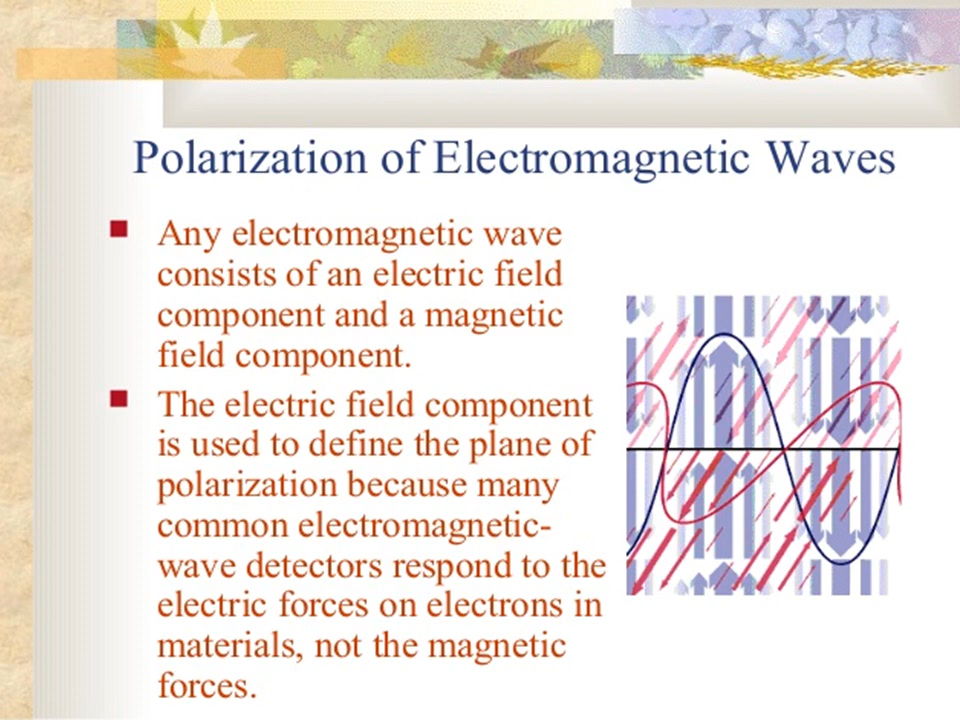 Polarization of Electromagnetic Waves
Any electromagnetic wave
consists of an electric field
component and a magnetic
field component.
The electric field component
is used to define the plane of
polarization because many
common electromagnetic-
wave detectors respond to the
electric forces on electrons in
materials, not the magnetic
forces.